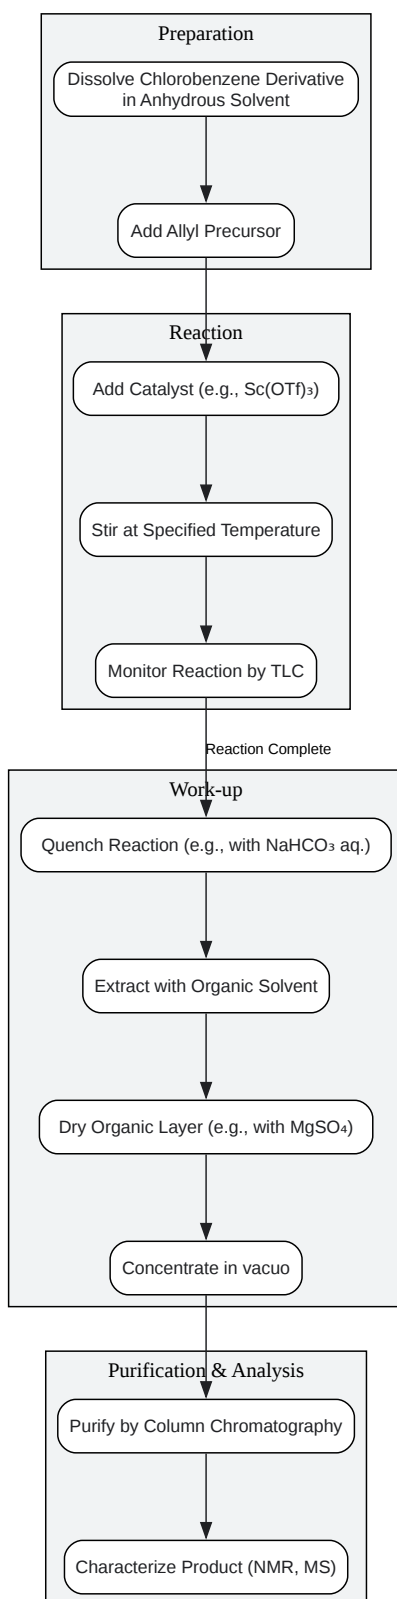 Preparation
Dissolve Chlorobenzene Derivative
in Anhydrous Solvent
Add Allyl Precursor
Reaction
Add Catalyst (e.g., Sc(OTf)₃)
Stir at Specified Temperature
Monitor Reaction by TLC
Reaction Complete
Work-up
Quench Reaction (e.g., with NaHCO₃ aq.)
Extract with Organic Solvent
Dry Organic Layer (e.g., with MgSO₄)
Concentrate in vacuo
Purification & Analysis
Purify by Column Chromatography
Characterize Product (NMR, MS)